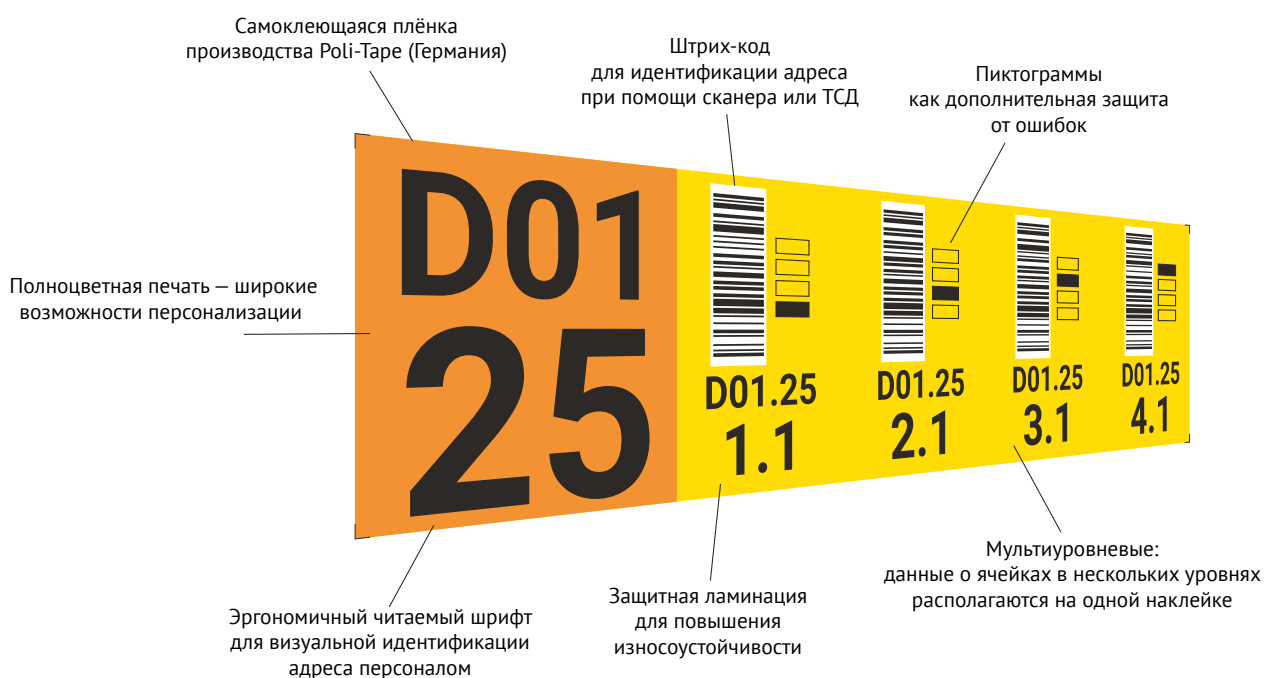 Самоклеющаяся плёнка
производства Poli-Tape (Германия)
Штрих-код
для идентификации адреса
при помощи сканера или ТСД
Пиктограммы
как дополнительная защита
от ошибок
Полноцветная печать — широкие
возможности персонализации
D01
25
D01.25
1.1
D01.25
2.1
D01.25
3.1
D01.25
4.1
Эргономичный читаемый шрифт
для визуальной идентификации
адреса персоналом
Защитная ламинация
для повышения
износоустойчивости
Мультиуровневые:
данные о ячейках в нескольких уровнях
располагаются на одной наклейке